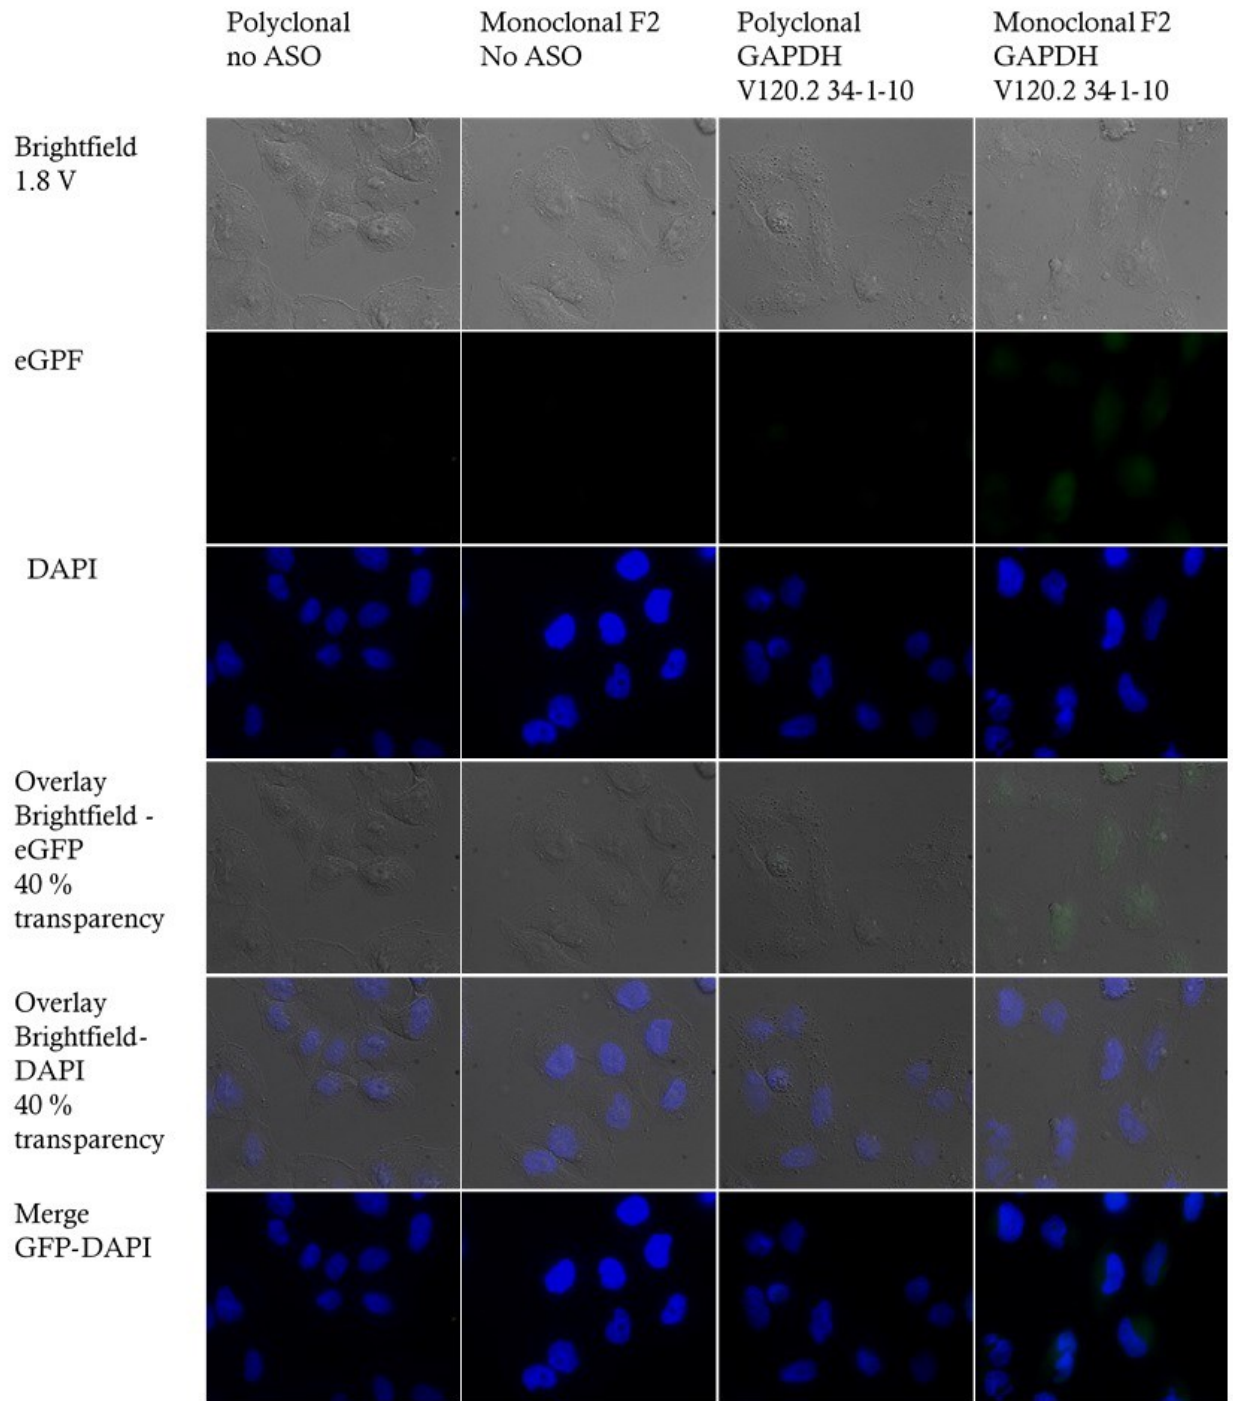 Polyclonal
no ASO
Monoclonal F2
No ASO
Polyclonal
GAPDH
V120.2 34-1-10
Monoclonal F2
GAPDH
V120.2 34-1-10
Brightfield
1.8 V
eGPF
DAPI
Overlay
Brightfield -
eGFP
40 %
transparency
Overlay
Brightfield-
DAPI
40 %
transparency
Merge
GFP-DAPI